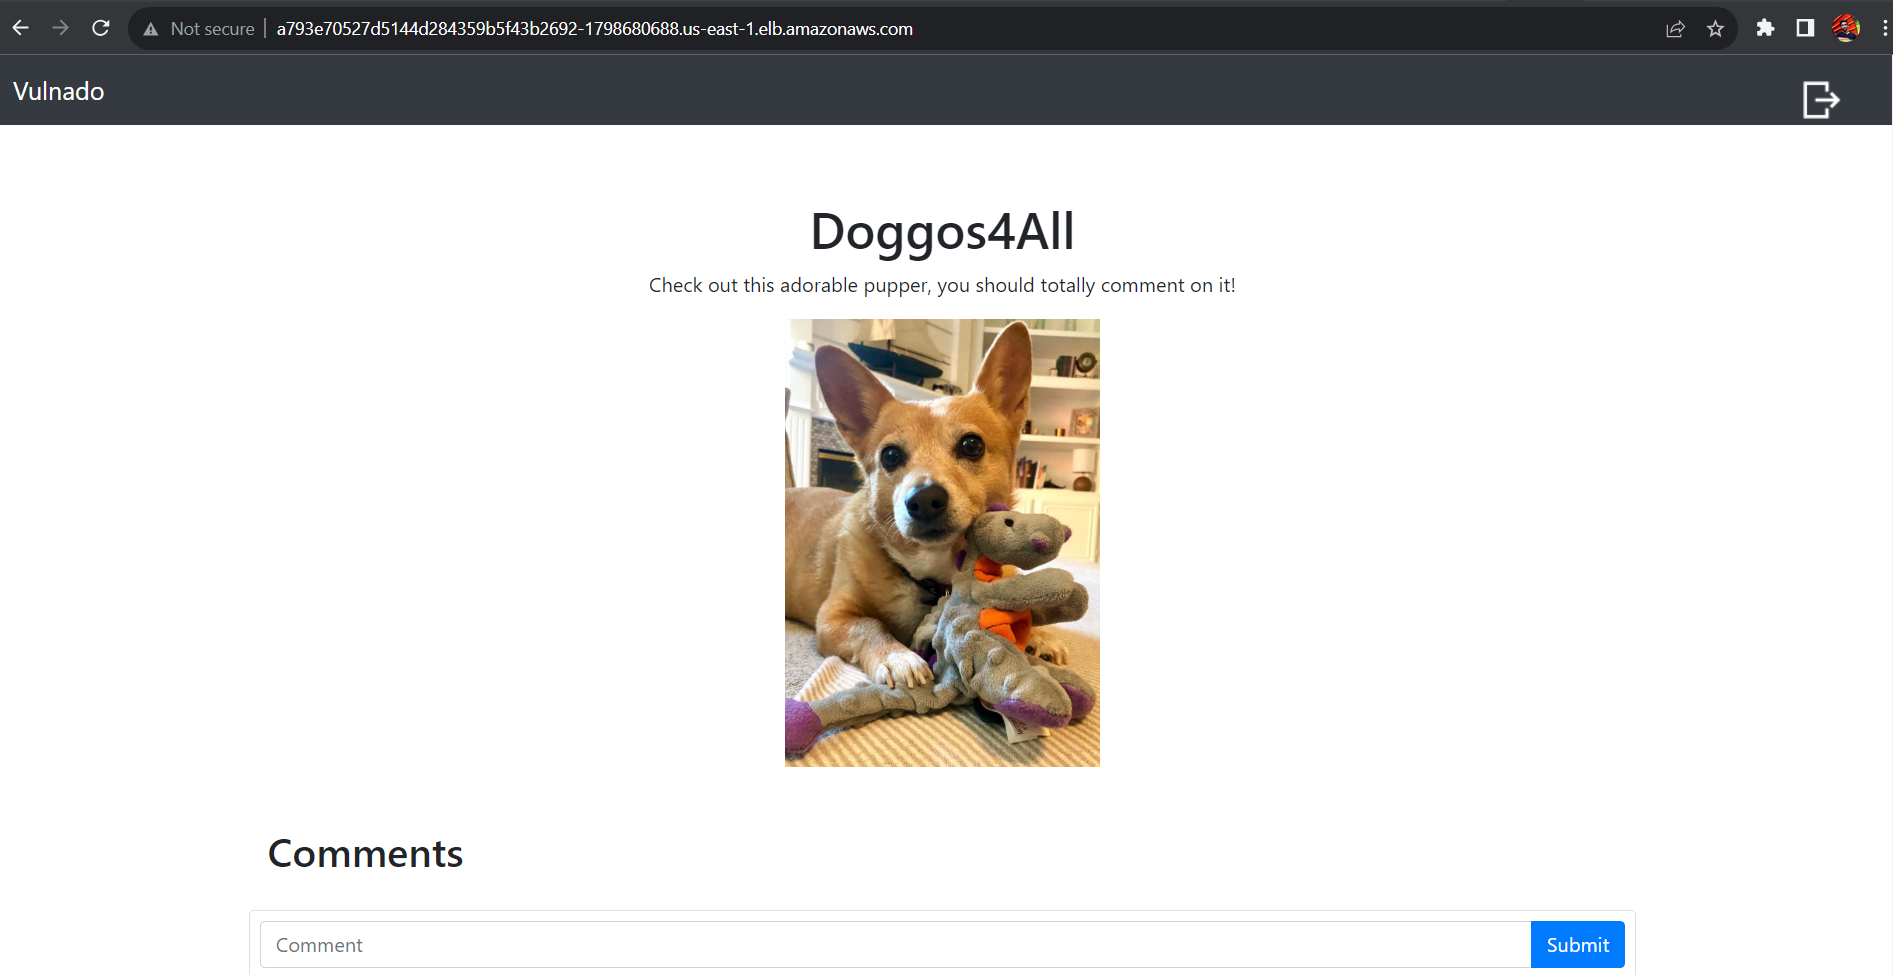 Not secure
a793e70527d5144d284359b5f43b2692-1798680688.us-east-1.elb.amazonaws.com
Vulnado
Doggos4All
Check out this adorable pupper, you should totally comment on it!
Comments
Comment
Submit